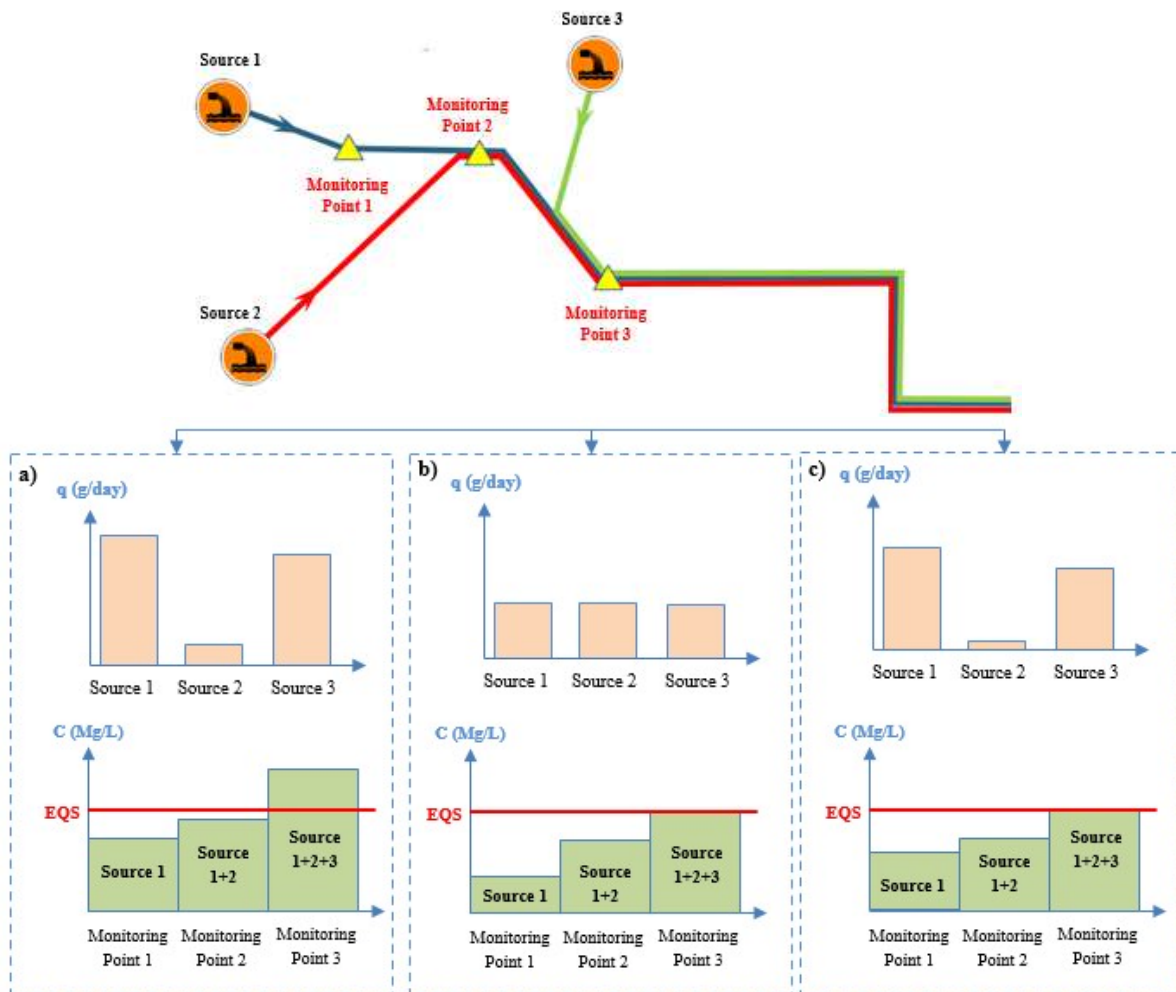 Source 3
Source 1
Monitoring
Point 2
Monitoring
Point 1
Source 2
Monitoring
Point 3
a)
q (g/day)
Source 1
Source 2
Source 3
C (Mg/L)
EQS
Source 1
Source
1+2
Source
1+2+3
Monitoring
Point 1
Monitoring
Point 2
Monitoring
Point 3
b)
q (g/day)
Source 1
Source 2
Source 3
C (Mg/L)
EQS
Source 1
Source
1+2
Source
1+2+3
Monitoring
Point 1
Monitoring
Point 2
Monitoring
Point 3
c)
q (g/day)
Source 1
Source 2
Source 3
C (Mg/L)
EQS
Source 1
Source
1+2
Source
1+2+3
Monitoring
Point 1
Monitoring
Point 2
Monitoring
Point 3